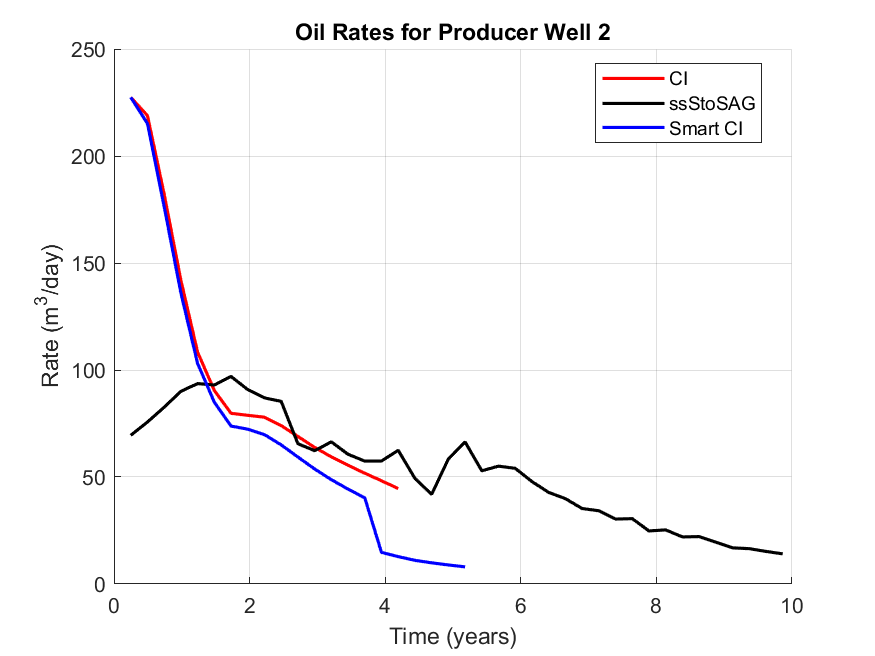 Oil Rates for Producer Well 2
250
200
150
100
50
0
0 2 4 6 8 10
Rate (m³/day)
Time (years)
CI
ssStoSAG
Smart CI